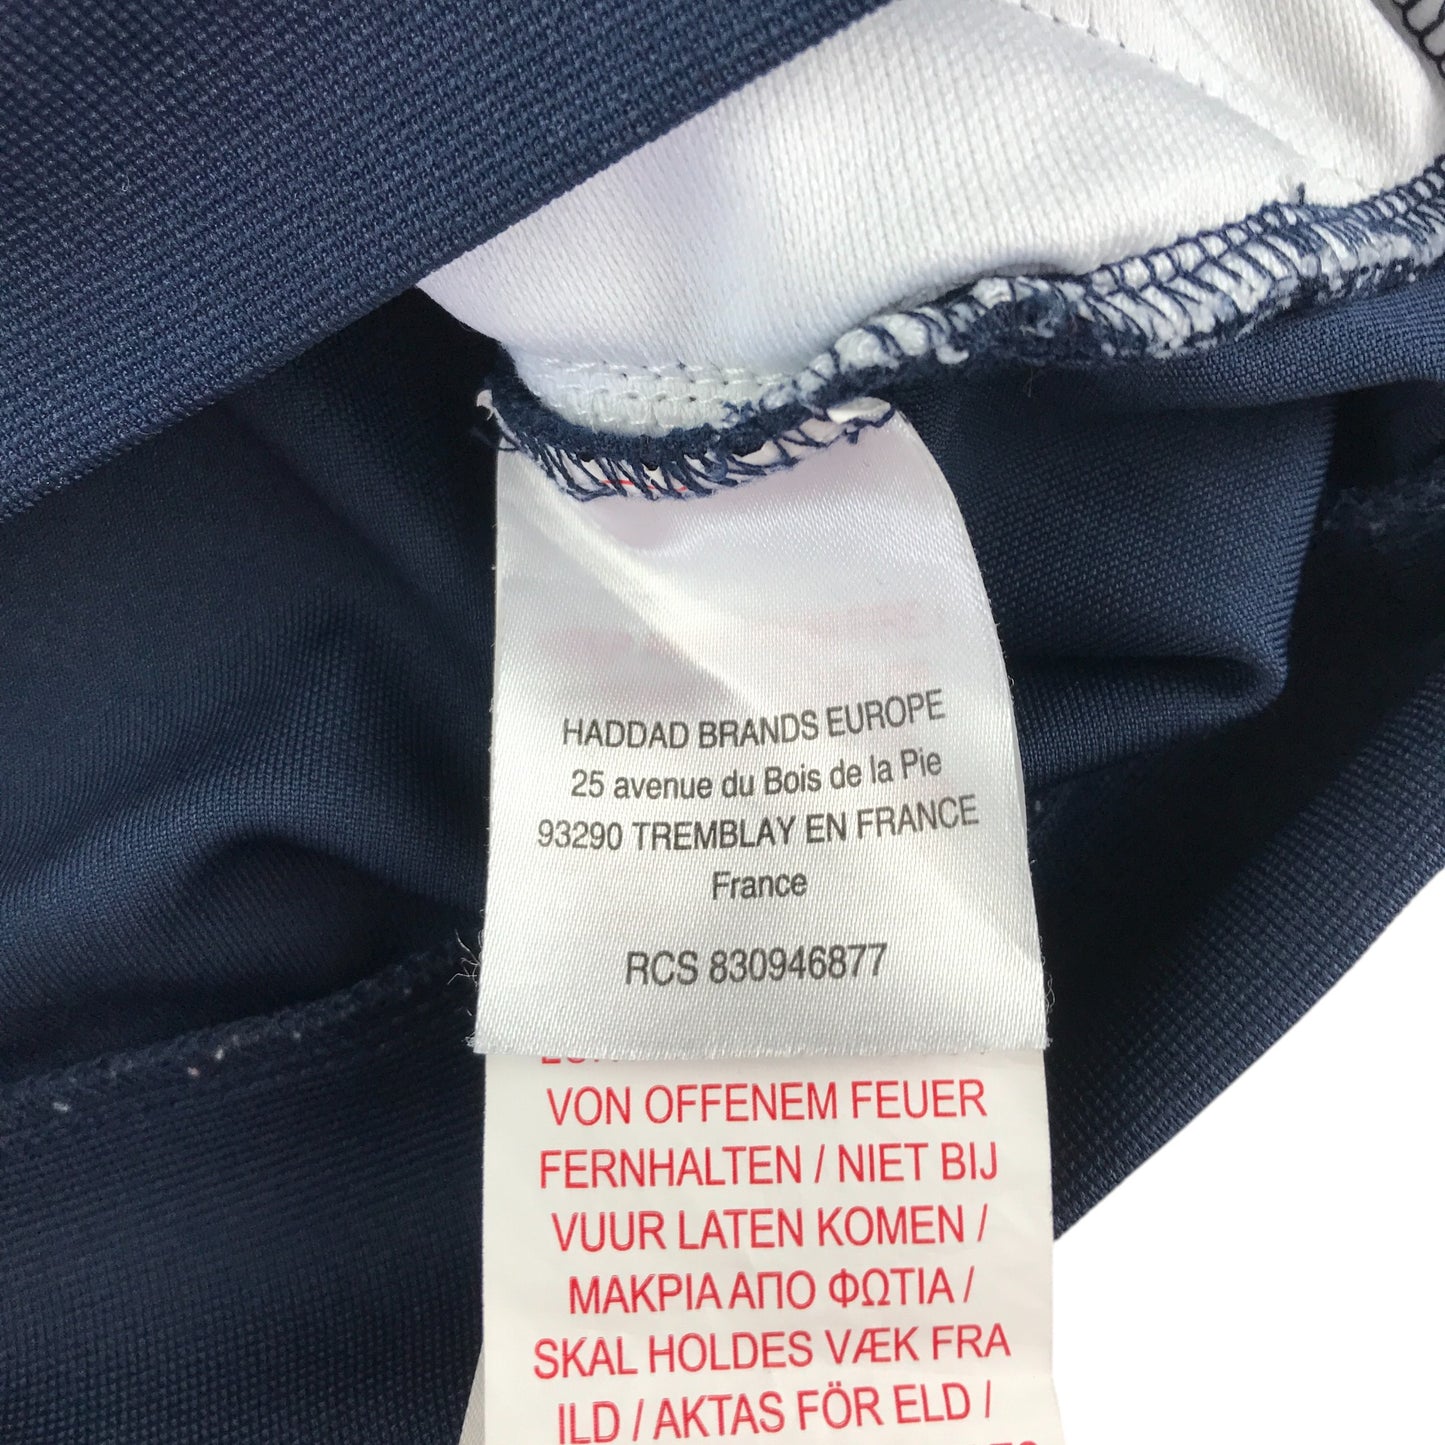 HADDAD BRANDS EUROPE
25 avenue du Bois de la Pie
93290 TREMBLAY EN FRANCE
France
RCS 830946877
VON OFFENEM FEUER
FERNHALTEN / NIET BIJ
VUUR LATEN KOMEN /
ΜΑΚΡΙΑ ΑΠΟ ΦΩΤΙΑ /
SKAL HOLDES VÆK FRA
ILD / AKTAS FÖR ELD /